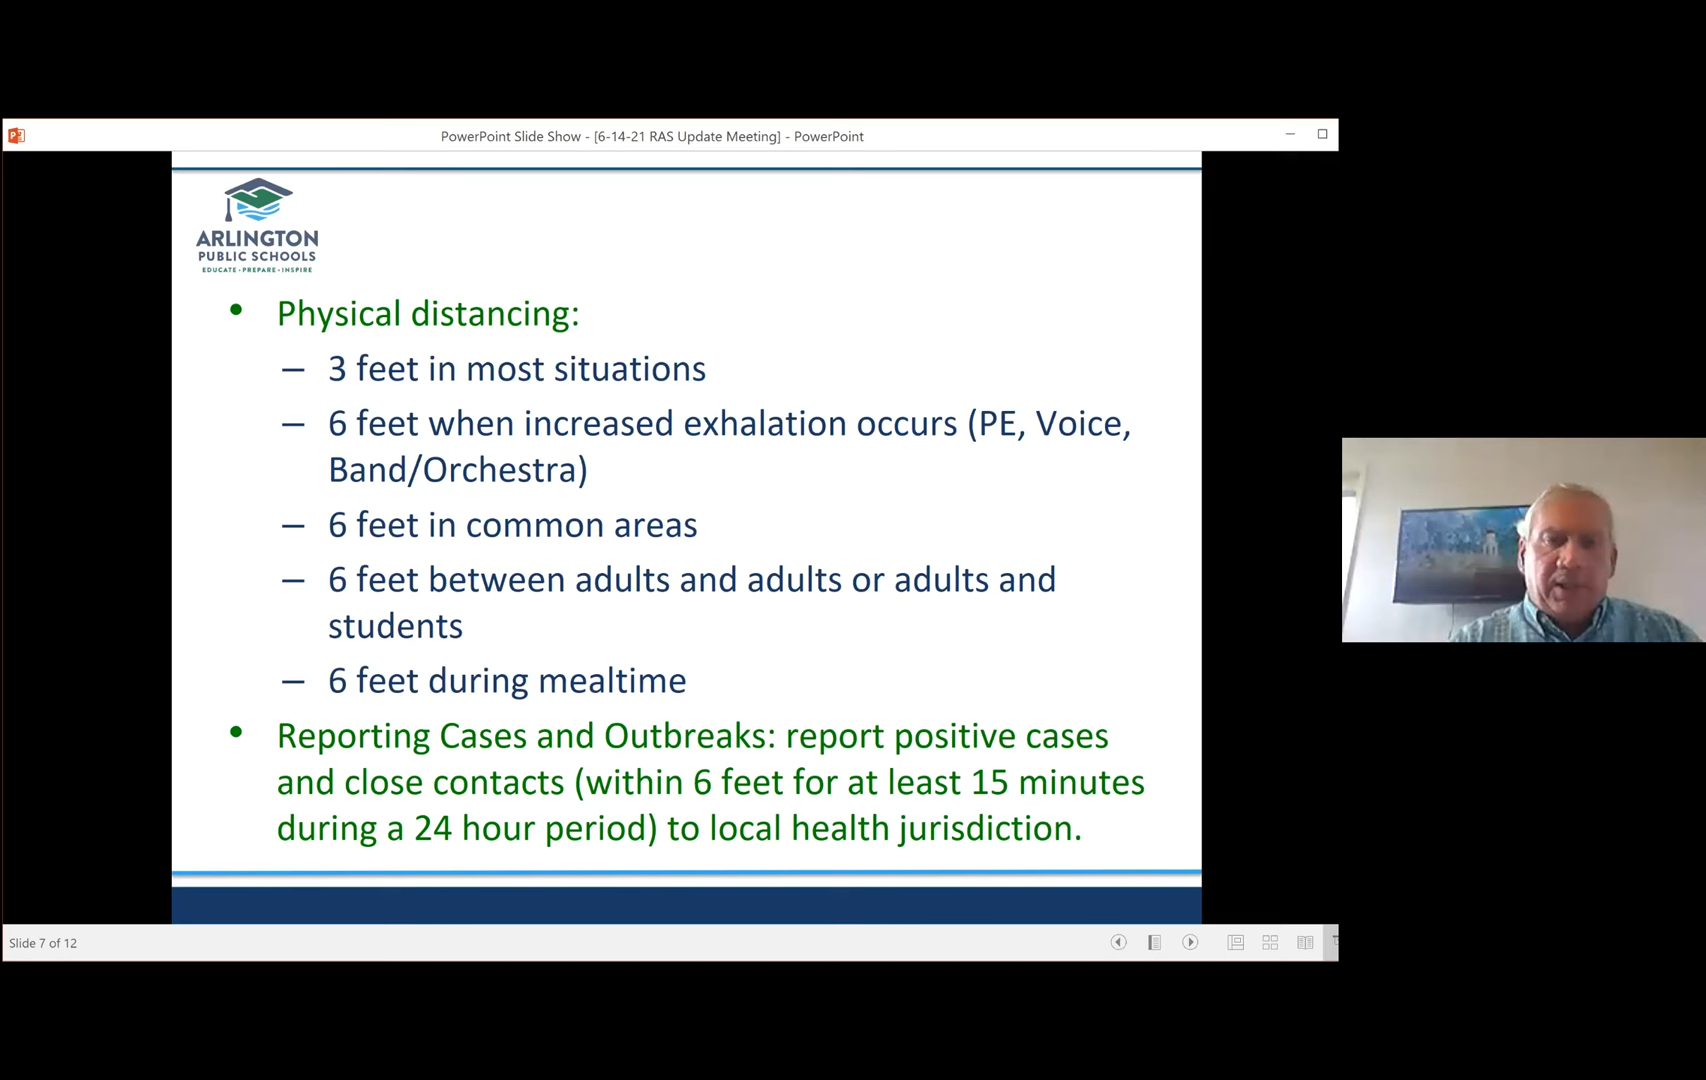 PowerPoint Slide Show - [6-14-21 RAS Update Meeting] - PowerPoint
ARLINGTON
PUBLIC SCHOOLS
EDUCATE • PREPARE • INSPIRE
• Physical distancing:
– 3 feet in most situations
– 6 feet when increased exhalation occurs (PE, Voice,
Band/Orchestra)
– 6 feet in common areas
– 6 feet between adults and adults or adults and
students
– 6 feet during mealtime
• Reporting Cases and Outbreaks: report positive cases
and close contacts (within 6 feet for at least 15 minutes
during a 24 hour period) to local health jurisdiction.
Slide 7 of 12